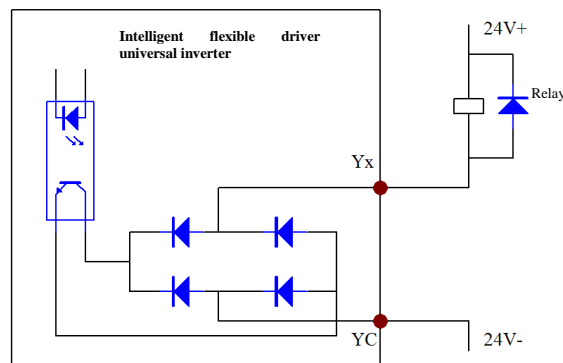 Intelligent flexible driver
universal inverter
24V+
Relay
Yx
YC
24V-